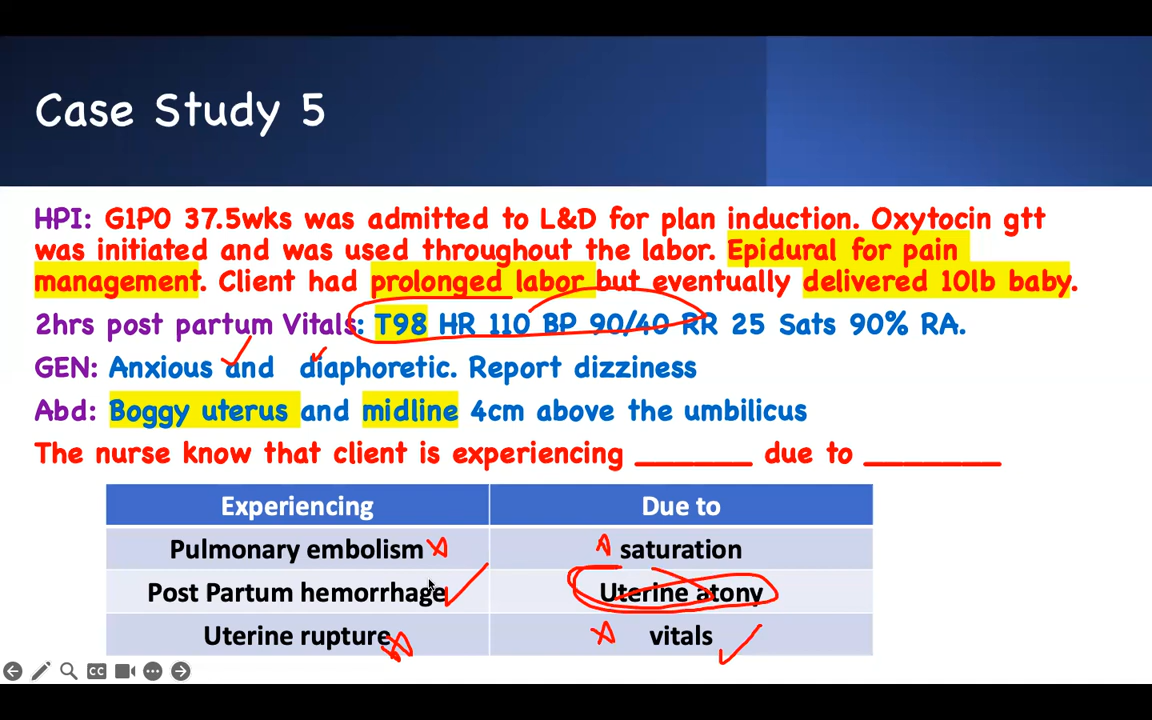 Case Study 5
HPI: G1P0 37.5wks was admitted to L&D for plan induction. Oxytocin gtt
was initiated and was used throughout the labor. Epidural for pain
management. Client had prolonged labor but eventually delivered 10lb baby.
2hrs post partum Vitals: T98 HR 110 BP 90/40 RR 25 Sats 90% RA.
GEN: Anxious and diaphoretic. Report dizziness
Abd: Boggy uterus and midline 4cm above the umbilicus
The nurse know that client is experiencing ______ due to ________
Experiencing Due to
Pulmonary embolism saturation
Post Partum hemorrhage Uterine atony
Uterine rupture vitals
CC